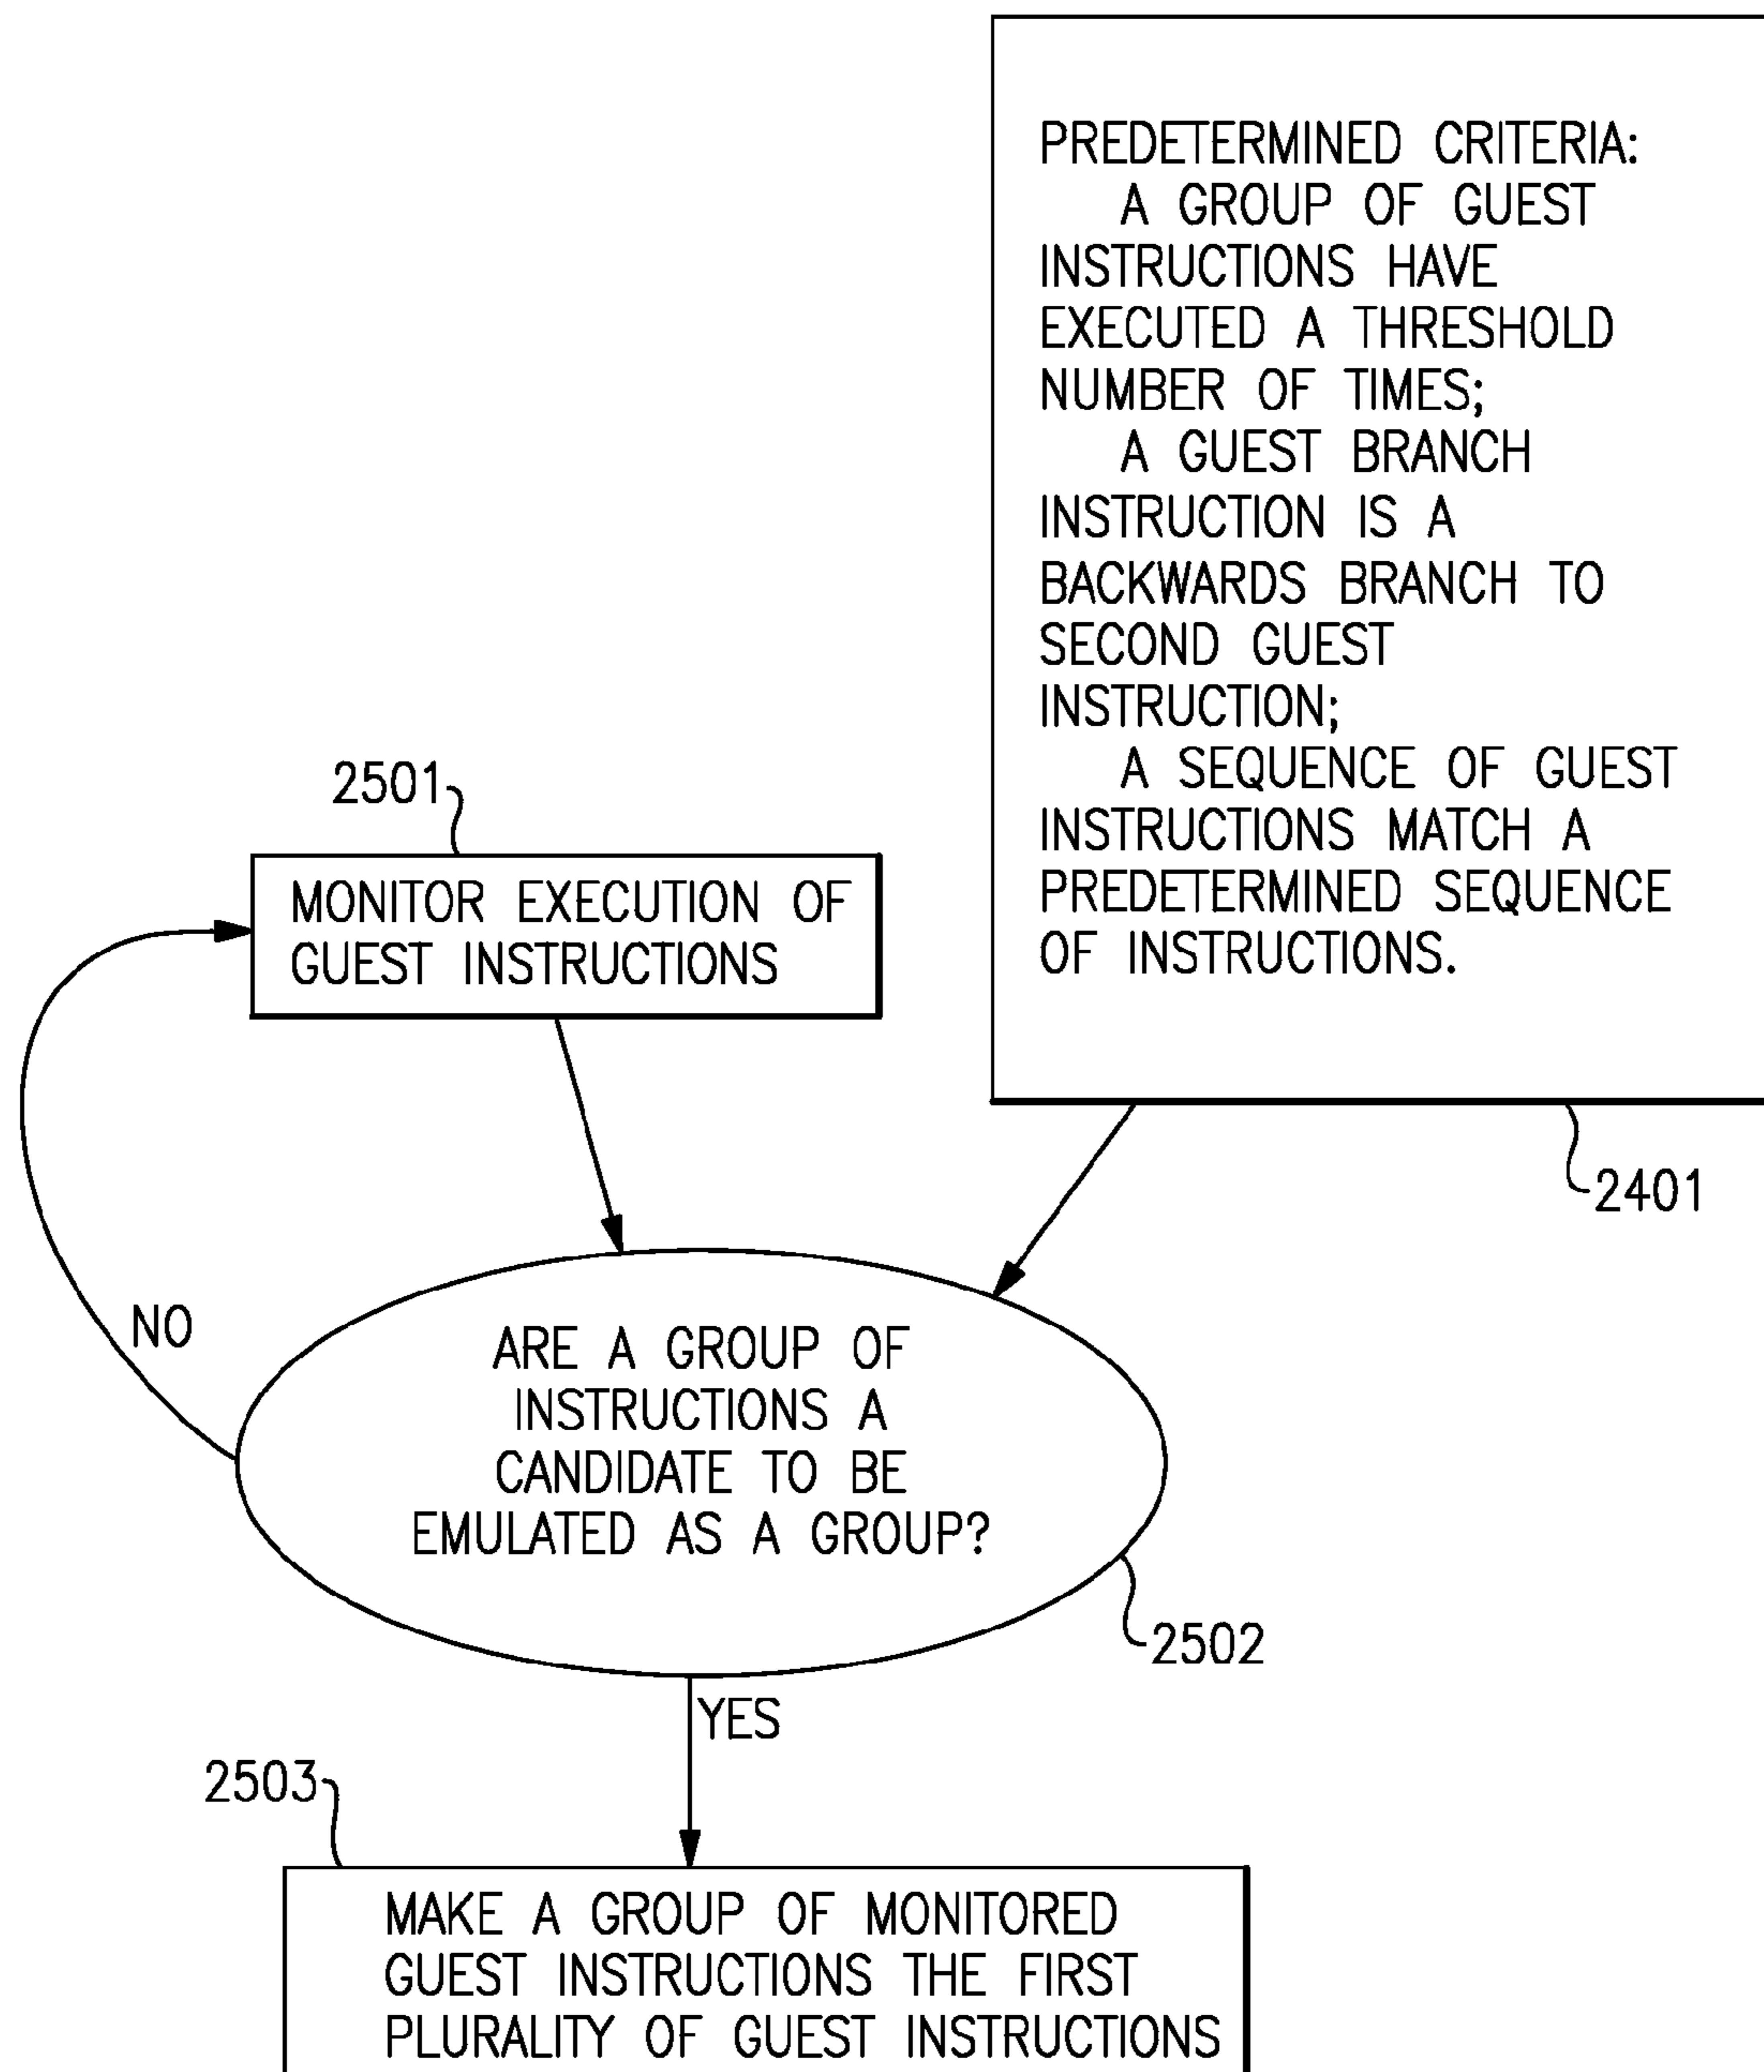 PREDETERMINED CRITERIA:
A GROUP OF GUEST
INSTRUCTIONS HAVE
EXECUTED A THRESHOLD
NUMBER OF TIMES;
A GUEST BRANCH
INSTRUCTION IS A
BACKWARDS BRANCH TO
SECOND GUEST
INSTRUCTION;
A SEQUENCE OF GUEST
INSTRUCTIONS MATCH A
PREDETERMINED SEQUENCE
OF INSTRUCTIONS.
2401
2501
MONITOR EXECUTION OF
GUEST INSTRUCTIONS
NO
ARE A GROUP OF
INSTRUCTIONS A
CANDIDATE TO BE
EMULATED AS A GROUP?
2502
YES
2503
MAKE A GROUP OF MONITORED
GUEST INSTRUCTIONS THE FIRST
PLURALITY OF GUEST INSTRUCTIONS